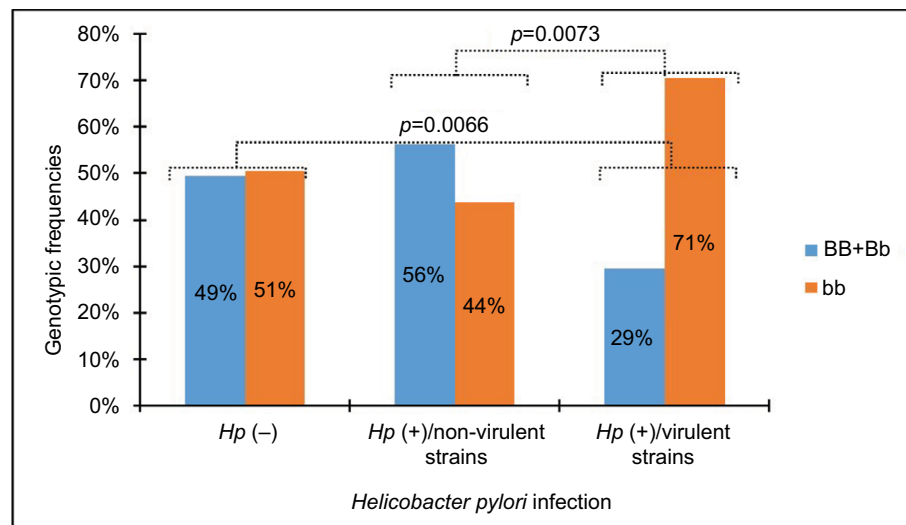 80%
70%
60%
50%
40%
30%
20%
10%
0%
Genotypic frequencies
p=0.0073
p=0.0066
49%
51%
56%
44%
29%
71%
BB+Bb
bb
Hp (–)
Hp (+)/non-virulent
strains
Hp (+)/virulent
strains
Helicobacter pylori infection